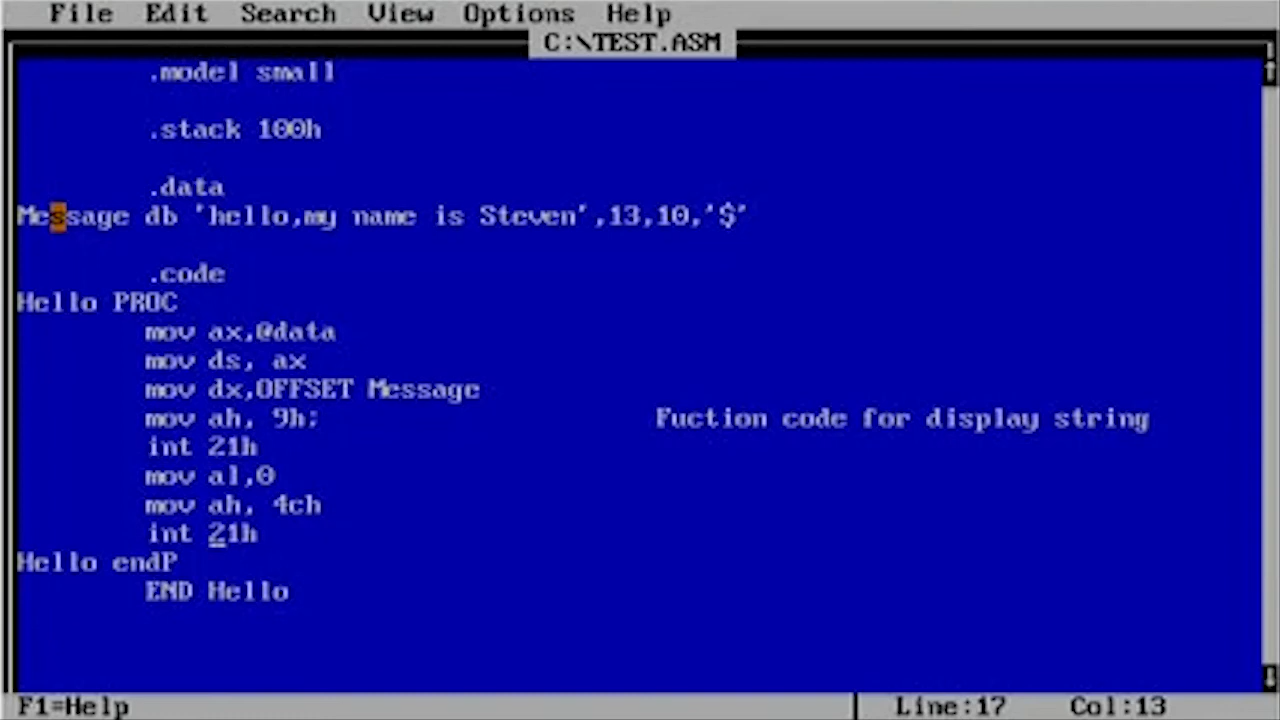 File Edit Search View Options Help
C:\TEST.ASM
.model small
.stack 100h
.data
Message db 'hello,my name is Steven',13,10,'$'
.code
Hello PROC
mov ax,@data
mov ds, ax
mov dx,OFFSET Message
mov ah, 9h; Fuction code for display string
int 21h
mov al,0
mov ah, 4ch
int 21h
Hello endP
END Hello
F1=Help Line:17 Col:13